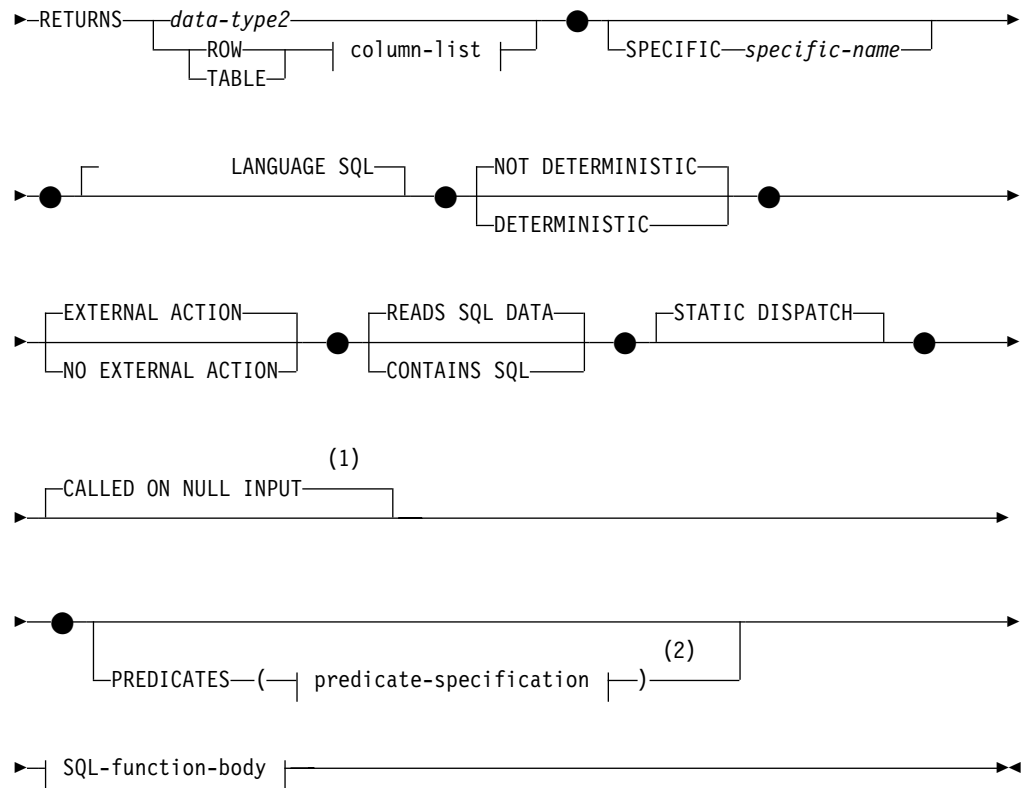 RETURNS data-type2
ROW column-list SPECIFIC specific-name
TABLE
LANGUAGE SQL NOT DETERMINISTIC
DETERMINISTIC
EXTERNAL ACTION READS SQL DATA STATIC DISPATCH
NO EXTERNAL ACTION CONTAINS SQL
(1)
CALLED ON NULL INPUT
(2)
PREDICATES ( predicate-specification )
SQL-function-body